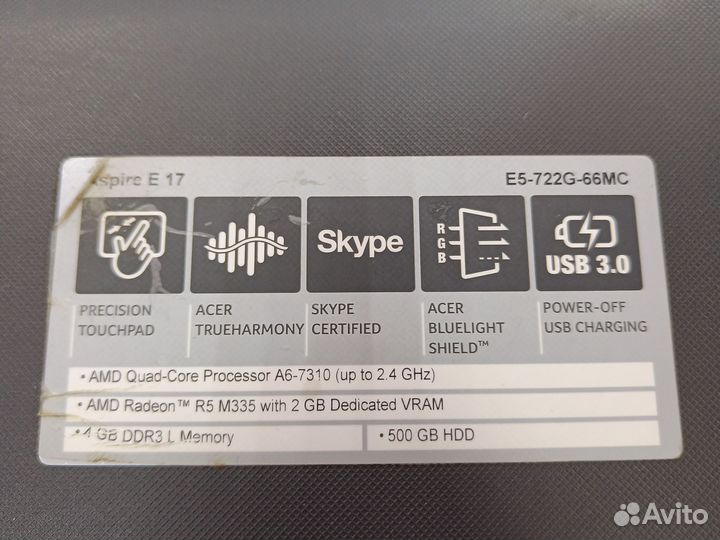 spire E 17 E5-722G-66MC
Skype
R
G
B
USB 3.0
PRECISION TOUCHPAD
ACER TRUEHARMONY
SKYPE CERTIFIED
ACER BLUELIGHT SHIELD™
POWER-OFF USB CHARGING
• AMD Quad-Core Processor A6-7310 (up to 2.4 GHz)
• AMD Radeon™ R5 M335 with 2 GB Dedicated VRAM
• 4 GB DDR3 L Memory • 500 GB HDD
Avito